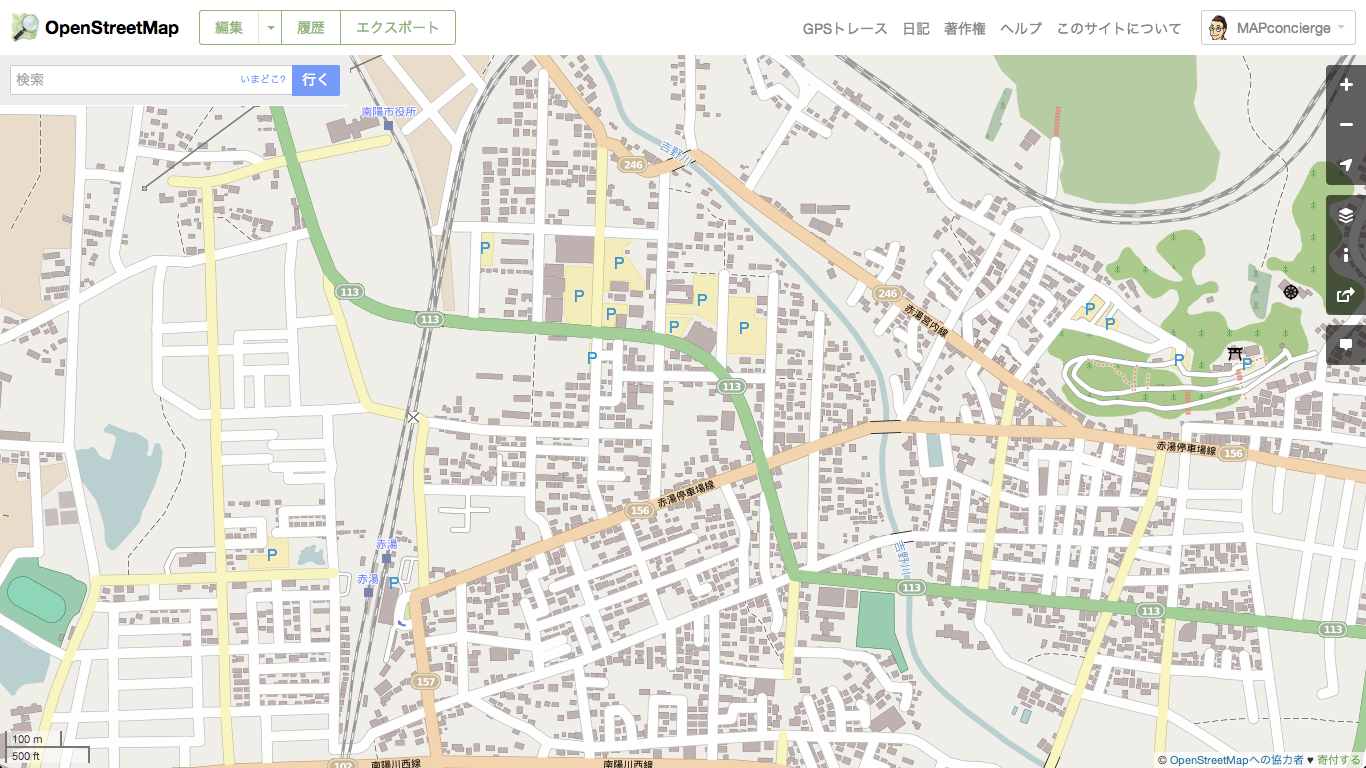 OpenStreetMap
編集
履歴
エクスポート
GPSトレース
日記
著作権
ヘルプ
このサイトについて
MAPconcierge
検索
いまどこ?
行く
南陽市役所
吉野川
246
113
P
P
246
113
P
P
P
P
P
P
P
赤湯宮内線
P
P
P
113
赤湯停車場線
156
赤湯停車場線
156
赤湯
P
吉野川
赤湯
P
113
113
113
157
100 m
500 ft
102
南陽川西線
南陽川西線
© OpenStreetMapへの協力者 ♥ 寄付する